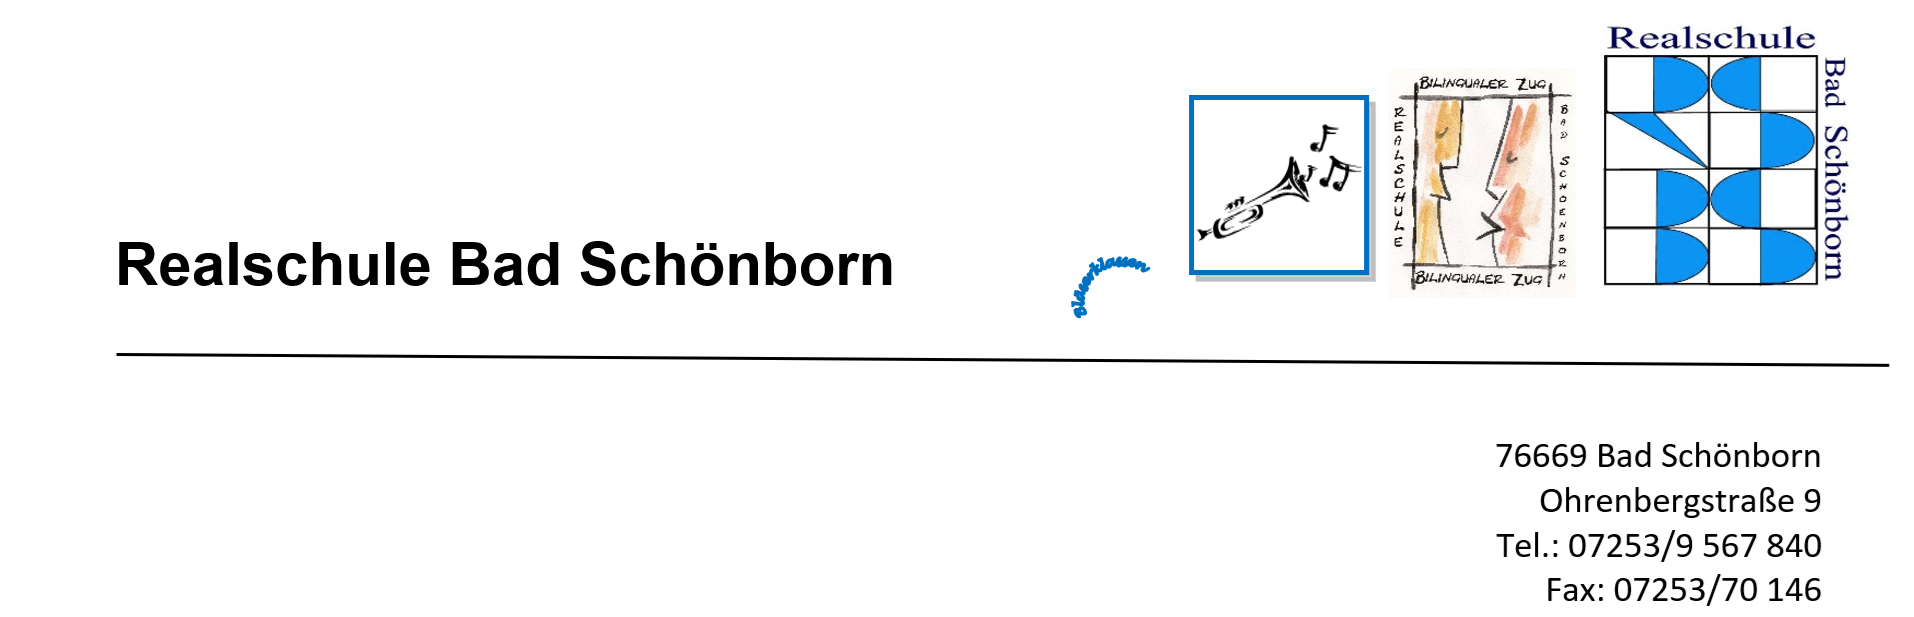 Realschule
Bad Schönborn
BILINGUALER ZUG
REALSCHULE
BAD SCHOENBORN
BILINGUALER ZUG
Realschule Bad Schönborn
Bläserklassen
76669 Bad Schönborn
Ohrenbergstraße 9
Tel.: 07253/9 567 840
Fax: 07253/70 146